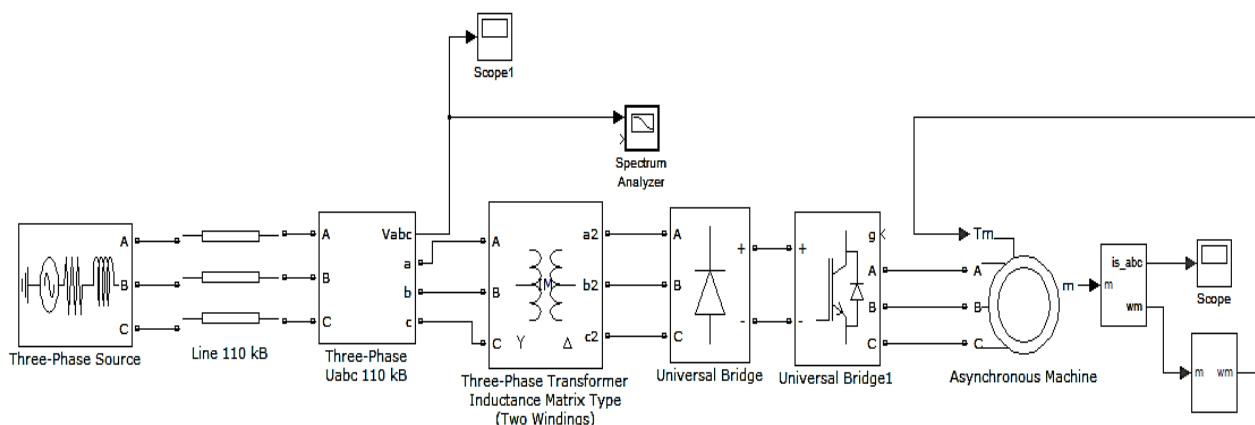 Scope1
Spectrum
Analyzer
A
B
C
Three-Phase Source
Line 110 kB
A
B
C
Vabc
a
b
c
Three-Phase
Uabc 110 kB
A
B
C
M
Y
Δ
a2
b2
c2
Three-Phase Transformer
Inductance Matrix Type
(Two Windings)
A
B
C
+
-
Universal Bridge
+
-
g
A
B
C
Universal Bridge1
Tm
A
B
C
m
Asynchronous Machine
m
is_abc
wm
Scope
m
wm